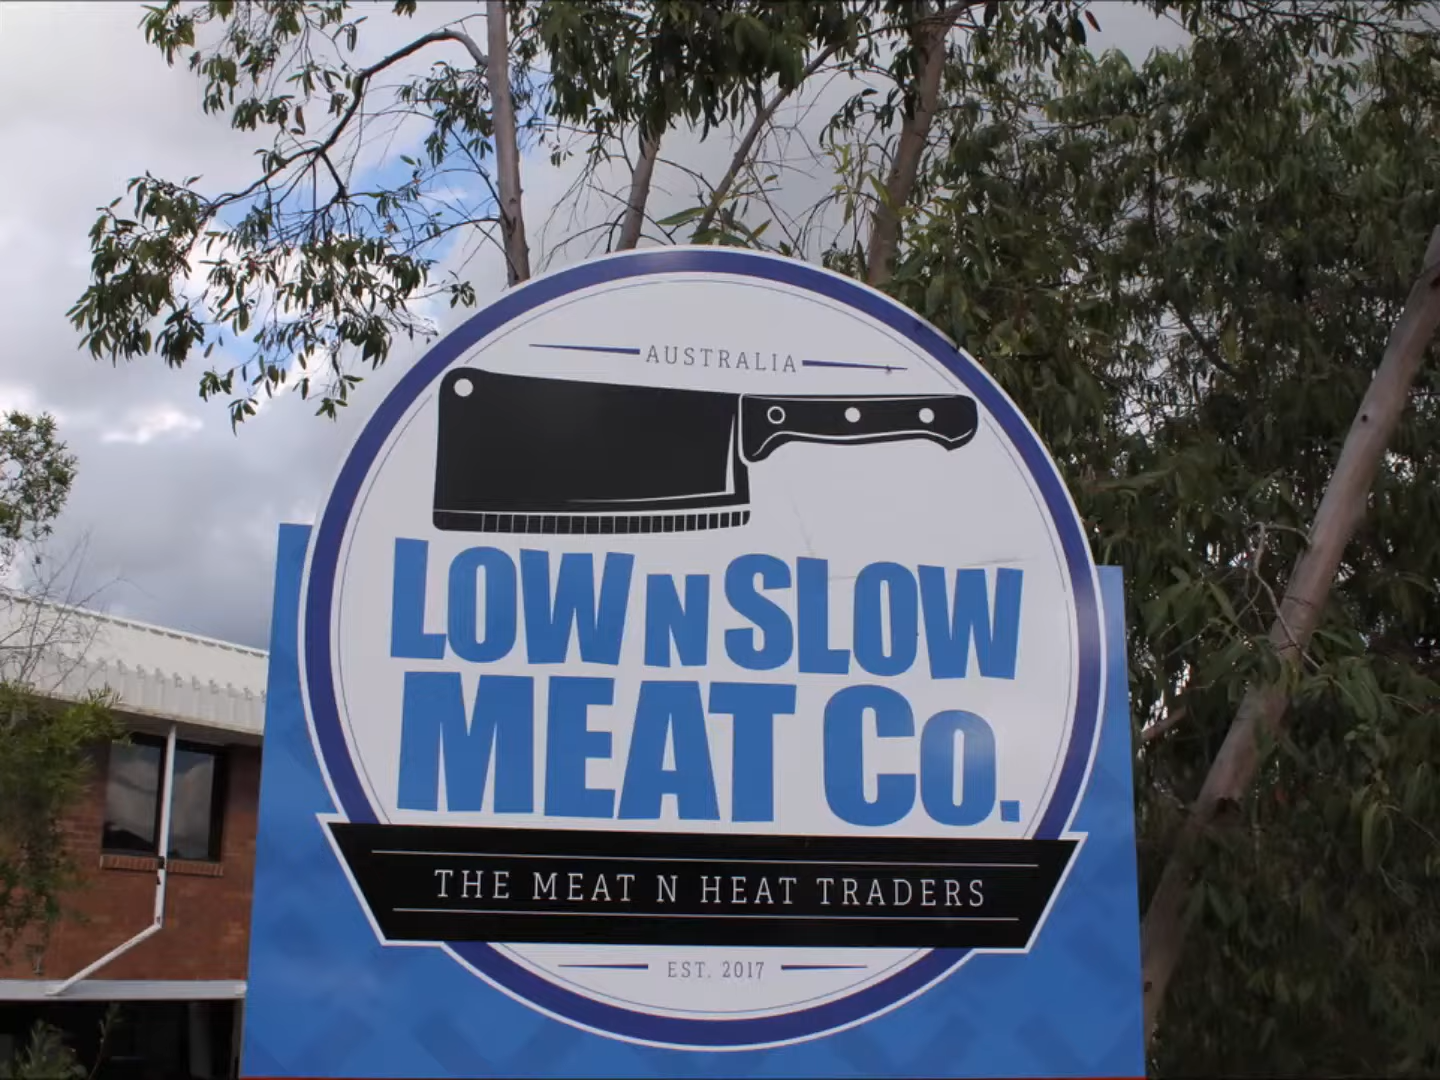 AUSTRALIA
LOW N SLOW
MEAT CO.
THE MEAT N HEAT TRADERS
EST. 2017